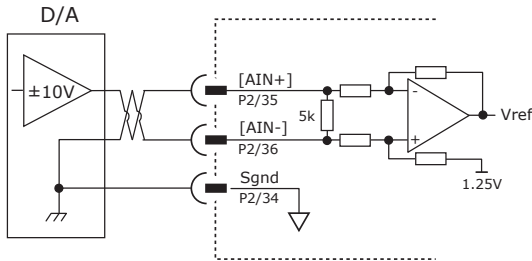 D/A
±10V
[AIN+]
P2/35
5k
[AIN-]
P2/36
Sgnd
P2/34
-
+
Vref
1.25V